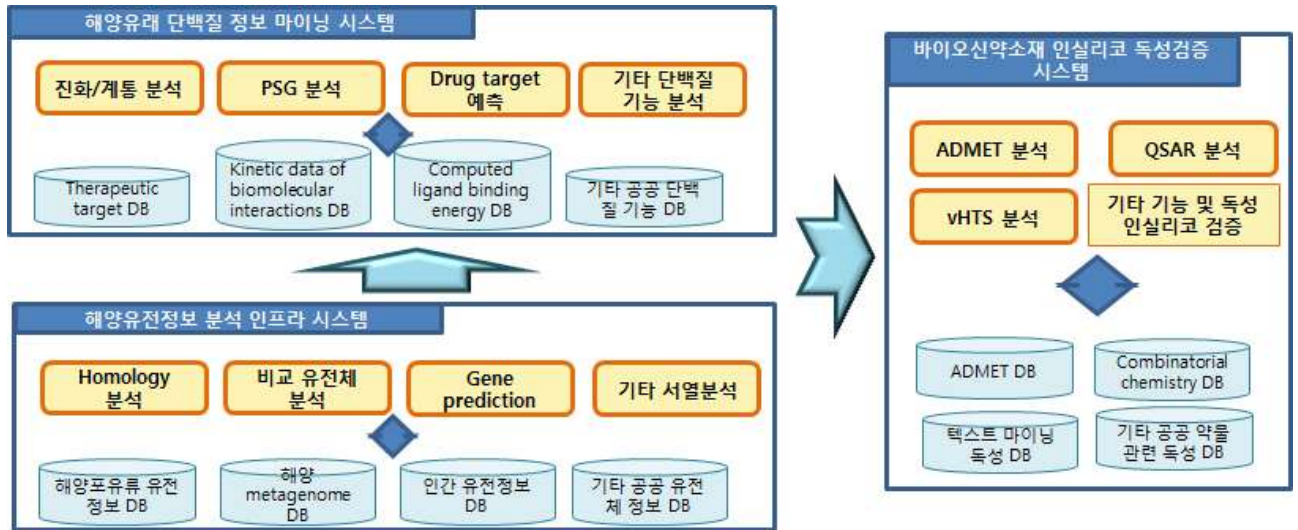 해양유래 단백질 정보 마이닝 시스템
진화/계통 분석
PSG 분석
Drug target
예측
기타 단백질
기능 분석
Therapeutic
target DB
Kinetic data of
biomolecular
interactions DB
Computed
ligand binding
energy DB
기타 공공 단백
질 기능 DB
해양유전정보 분석 인프라 시스템
Homology
분석
비교 유전체
분석
Gene
prediction
기타 서열분석
해양포유류 유전
정보 DB
해양
metagenome
DB
인간 유전정보
DB
기타 공공 유전
체 정보 DB
바이오신약소재 인실리코 독성검증
시스템
ADMET 분석
QSAR 분석
vHTS 분석
기타 기능 및 독성
인실리코 검증
ADMET DB
Combinatorial
chemistry DB
텍스트 마이닝
독성 DB
기타 공공 약물
관련 독성 DB